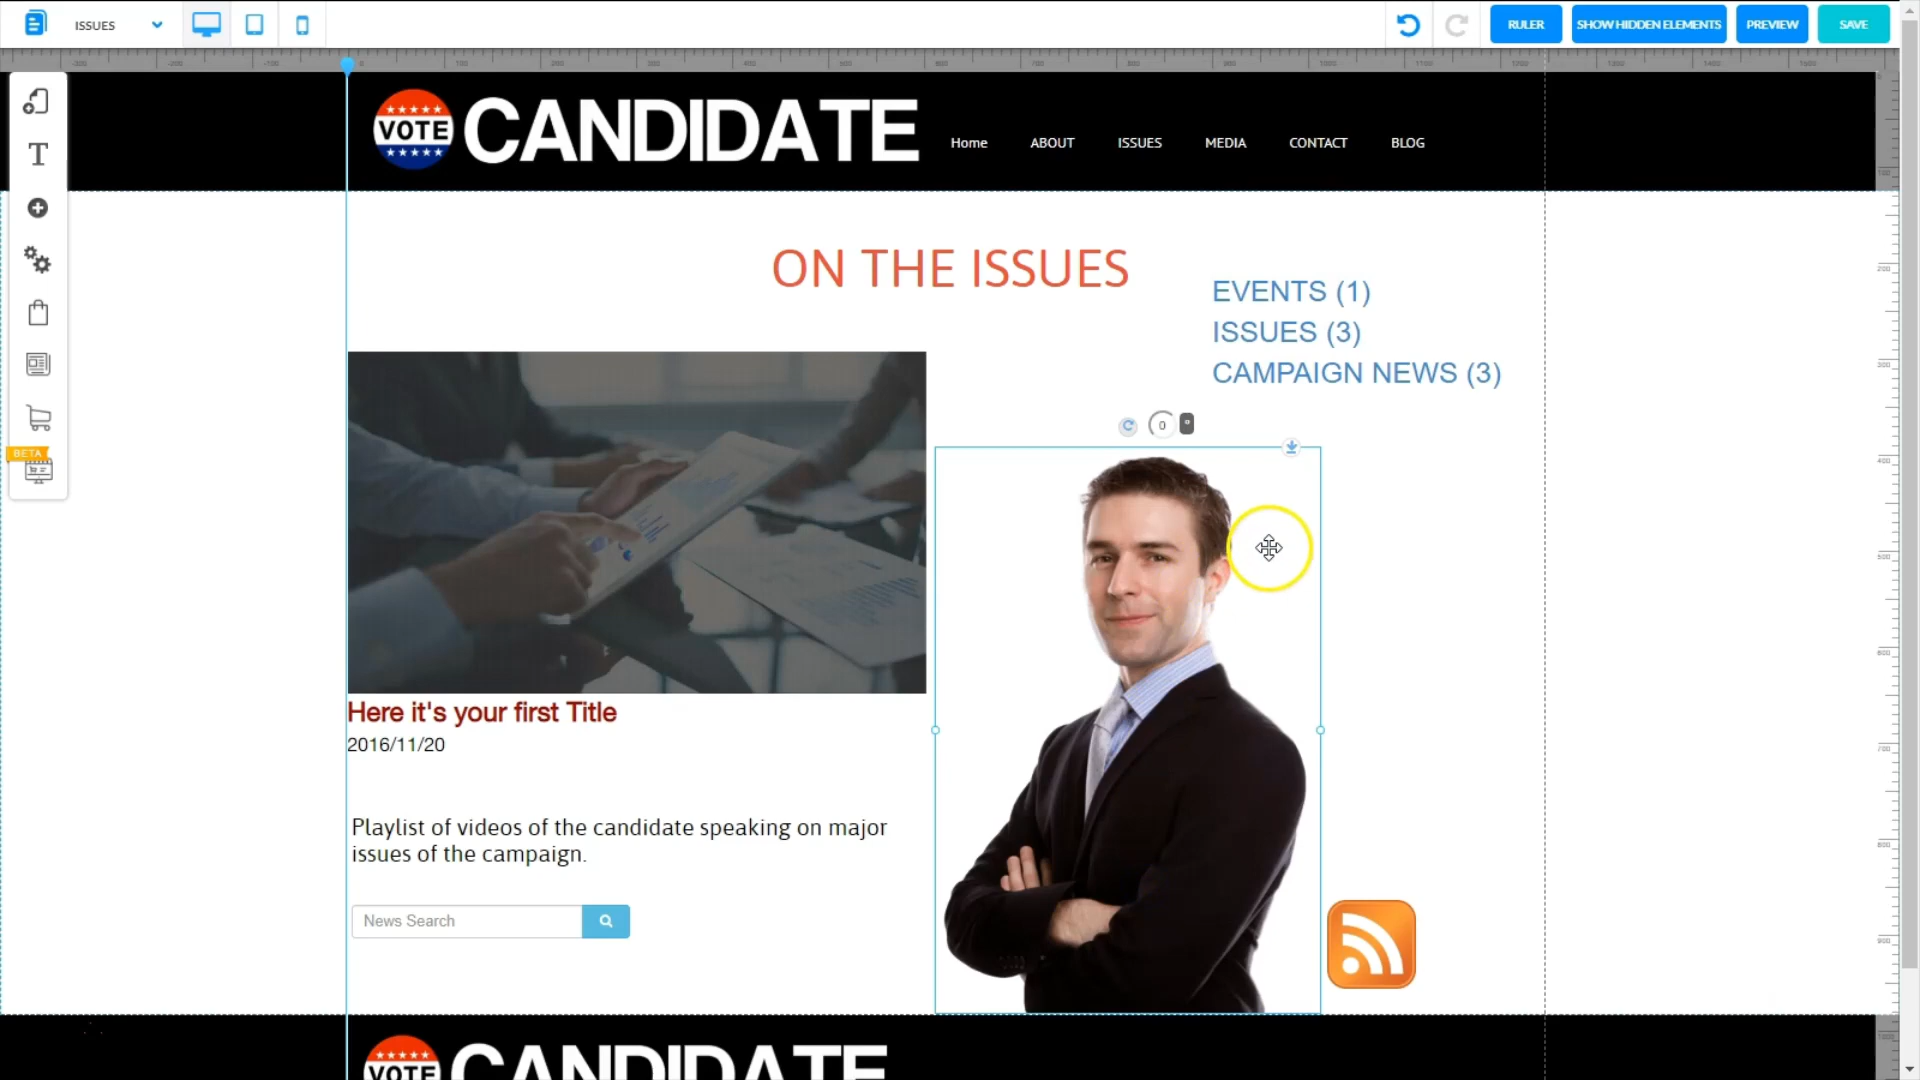 ISSUES
RULER
SHOW HIDDEN ELEMENTS
PREVIEW
SAVE
VOTE
CANDIDATE
Home
ABOUT
ISSUES
MEDIA
CONTACT
BLOG
ON THE ISSUES
EVENTS (1)
ISSUES (3)
CAMPAIGN NEWS (3)
0
°
BETA
Here it's your first Title
2016/11/20
Playlist of videos of the candidate speaking on major
issues of the campaign.
News Search
VOTE
CANDIDATE